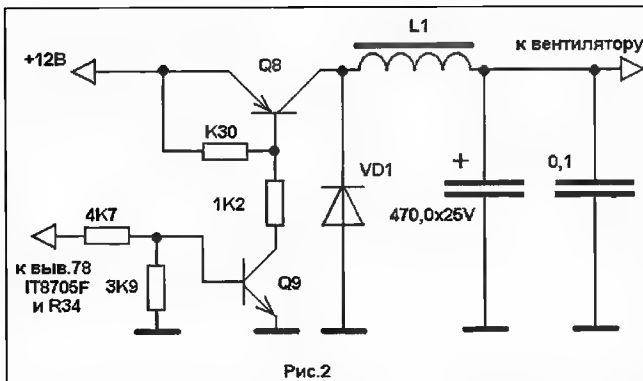 L1
к вентилятору
+12В
Q8
K30
VD1
+
0,1
1K2
470,0x25V
4K7
к выв.78
IT8705F
и R34
3K9
Q9
Рис.2